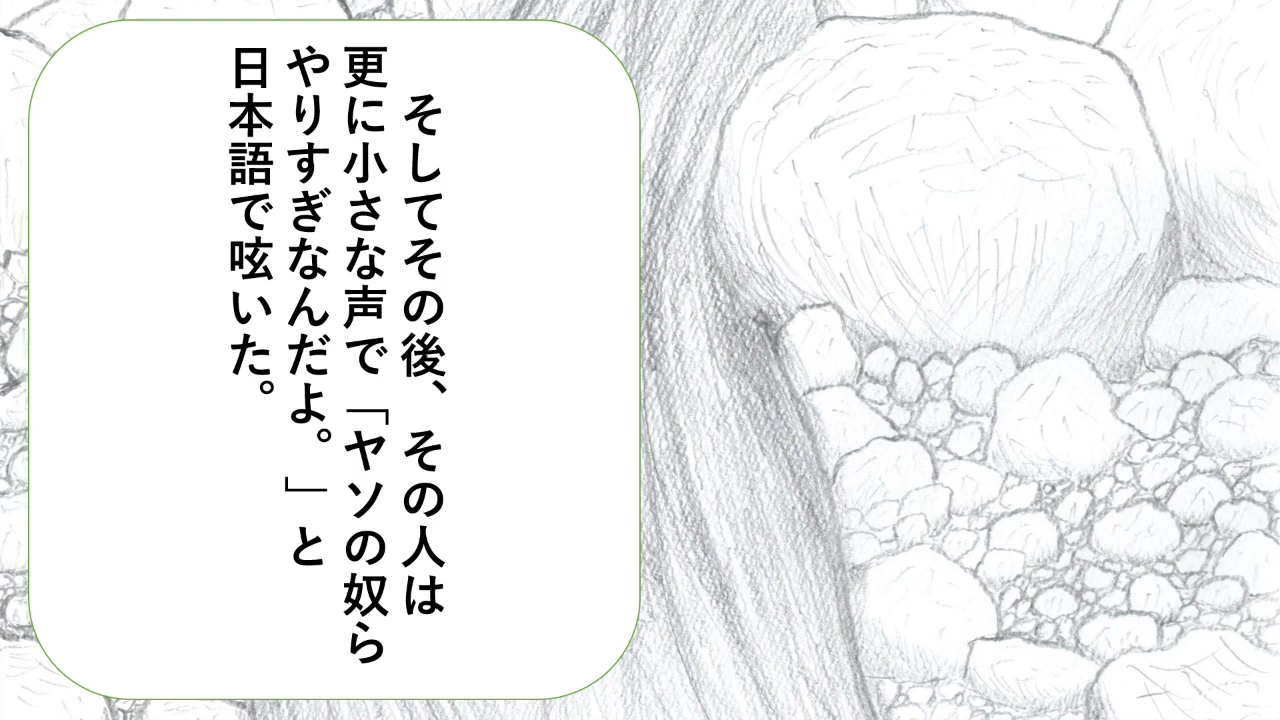 そしてその後、その人は
更に小さな声で「ヤソの奴ら
やりすぎなんだよ。」と
日本語で呟いた。